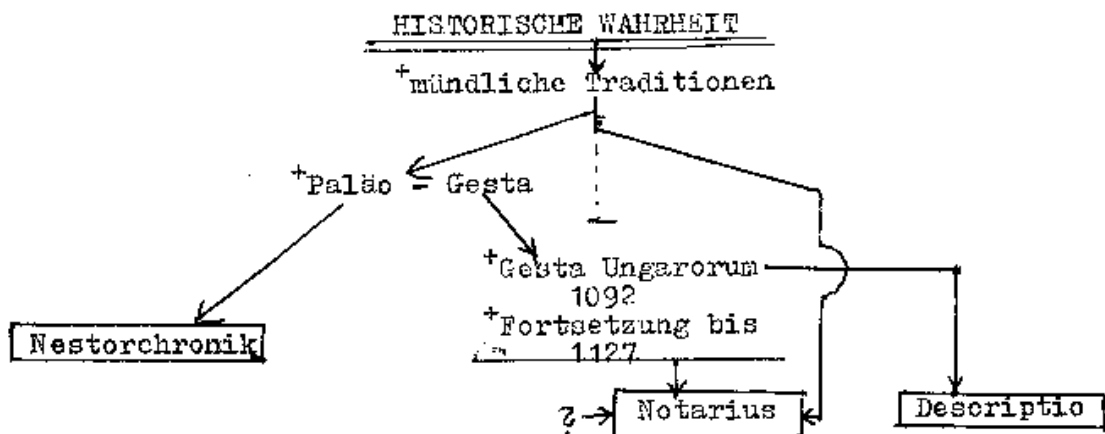 HISTORISCHE WAHRHEIT
+mündliche Traditionen
+Paläo - Gesta
+Gesta Ungarorum
1092
+Fortsetzung bis
1127
Nestorchronik
? Notarius
Descriptio